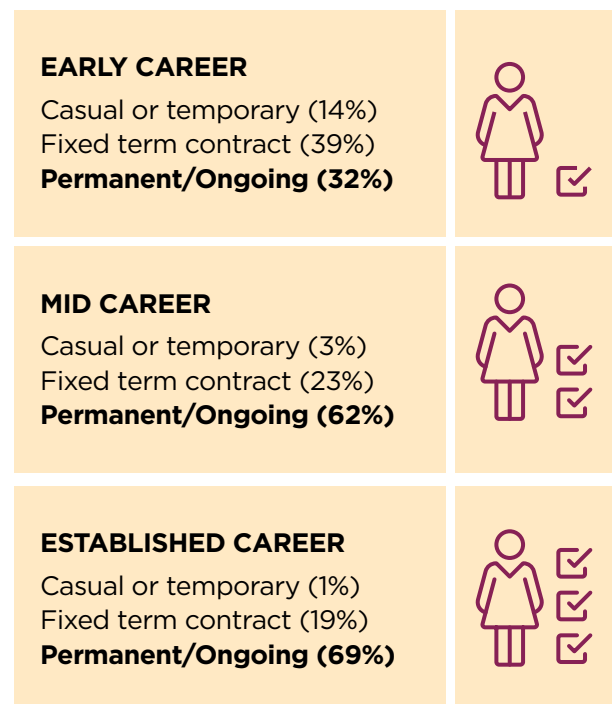 EARLY CAREER
Casual or temporary (14%)
Fixed term contract (39%)
Permanent/Ongoing (32%)
MID CAREER
Casual or temporary (3%)
Fixed term contract (23%)
Permanent/Ongoing (62%)
ESTABLISHED CAREER
Casual or temporary (1%)
Fixed term contract (19%)
Permanent/Ongoing (69%)